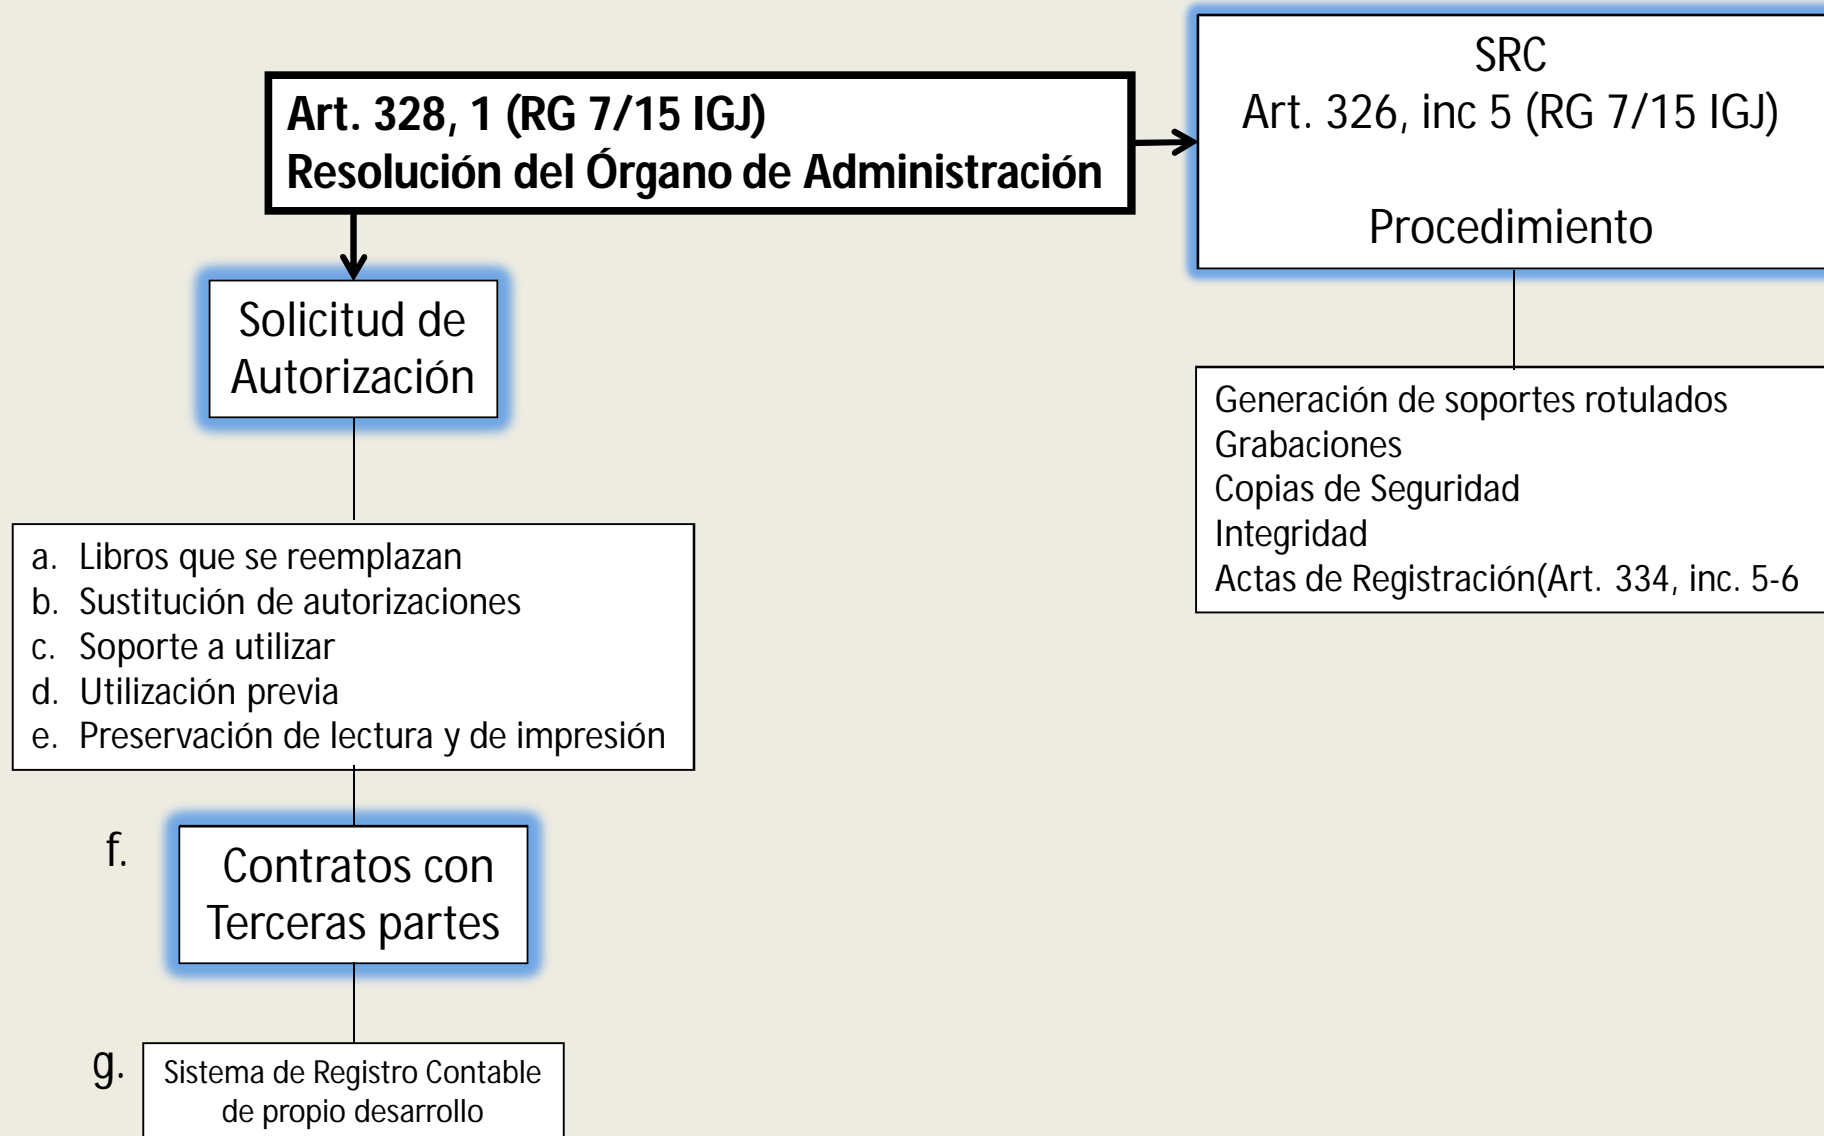 Art. 328, 1 (RG 7/15 IGJ)
Resolución del Órgano de Administración
SRC
Art. 326, inc 5 (RG 7/15 IGJ)
Procedimiento
Solicitud de
Autorización
Generación de soportes rotulados
Grabaciones
Copias de Seguridad
Integridad
Actas de Registración(Art. 334, inc. 5-6
a. Libros que se reemplazan
b. Sustitución de autorizaciones
c. Soporte a utilizar
d. Utilización previa
e. Preservación de lectura y de impresión
f. Contratos con
Terceras partes
g. Sistema de Registro Contable
de propio desarrollo